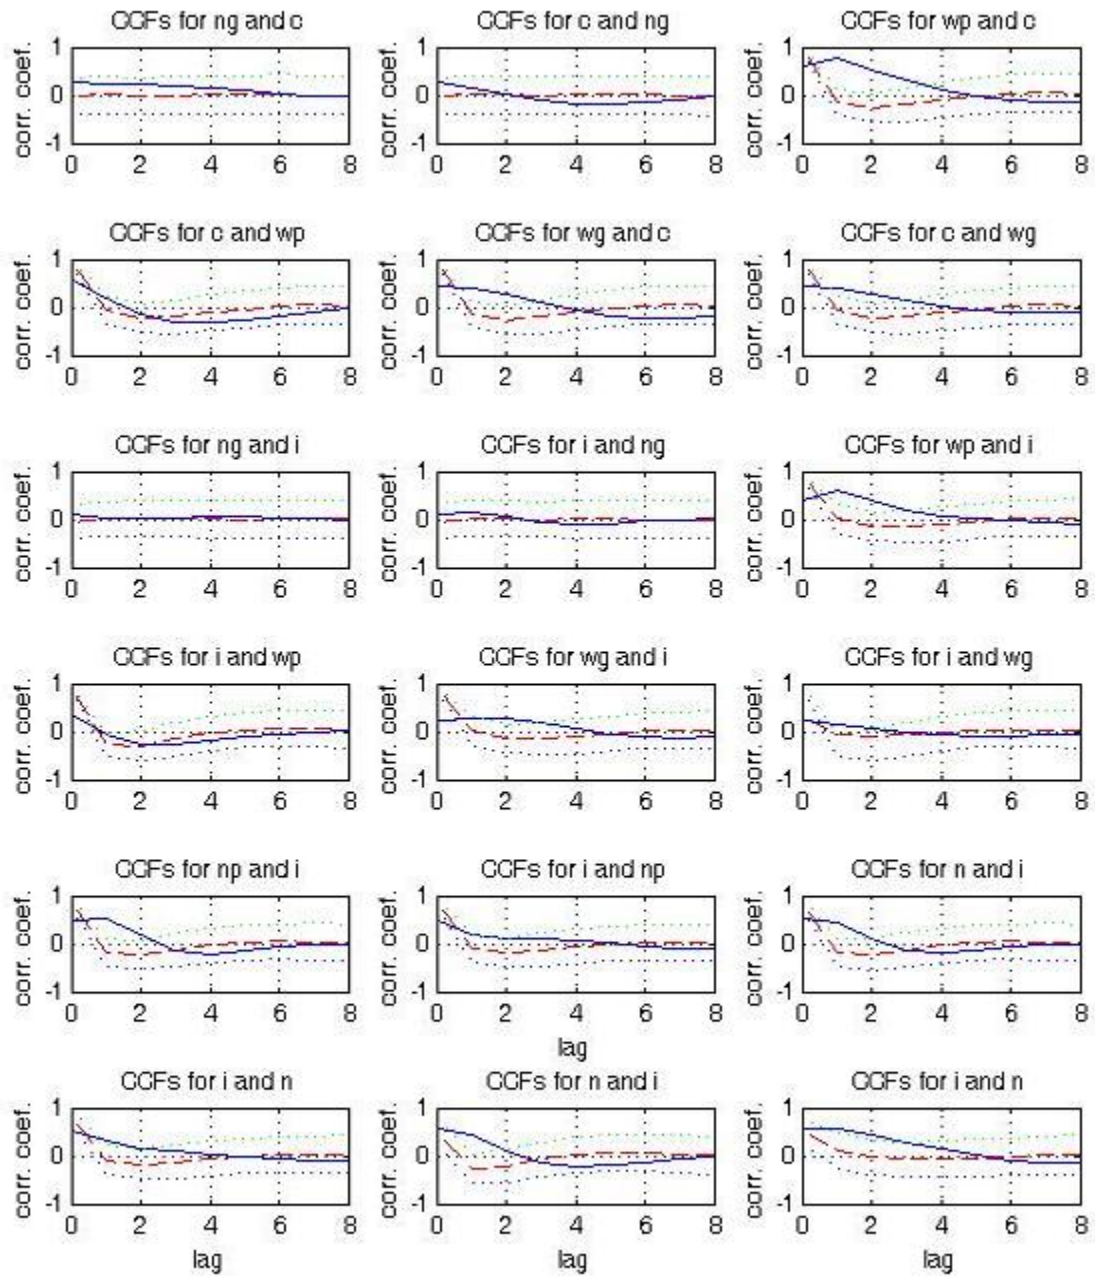 CCFs for ng and c CCFs for c and ng CCFs for wp and c
1 1 1
corr. coef. 0 corr. coef. 0 corr. coef. 0
-1 -1 -1
0 2 4 6 8 0 2 4 6 8 0 2 4 6 8
CCFs for c and wp CCFs for wg and c CCFs for c and wg
1 1 1
corr. coef. 0 corr. coef. 0 corr. coef. 0
-1 -1 -1
0 2 4 6 8 0 2 4 6 8 0 2 4 6 8
CCFs for ng and i CCFs for i and ng CCFs for wp and i
1 1 1
corr. coef. 0 corr. coef. 0 corr. coef. 0
-1 -1 -1
0 2 4 6 8 0 2 4 6 8 0 2 4 6 8
CCFs for i and wp CCFs for wg and i CCFs for i and wg
1 1 1
corr. coef. 0 corr. coef. 0 corr. coef. 0
-1 -1 -1
0 2 4 6 8 0 2 4 6 8 0 2 4 6 8
CCFs for np and i CCFs for i and np CCFs for n and i
1 1 1
corr. coef. 0 corr. coef. 0 corr. coef. 0
-1 -1 -1
0 2 4 6 8 0 2 4 6 8 0 2 4 6 8
lag
CCFs for i and n CCFs for n and i CCFs for i and n
1 1 1
corr. coef. 0 corr. coef. 0 corr. coef. 0
-1 -1 -1
0 2 4 6 8 0 2 4 6 8 0 2 4 6 8
lag lag lag